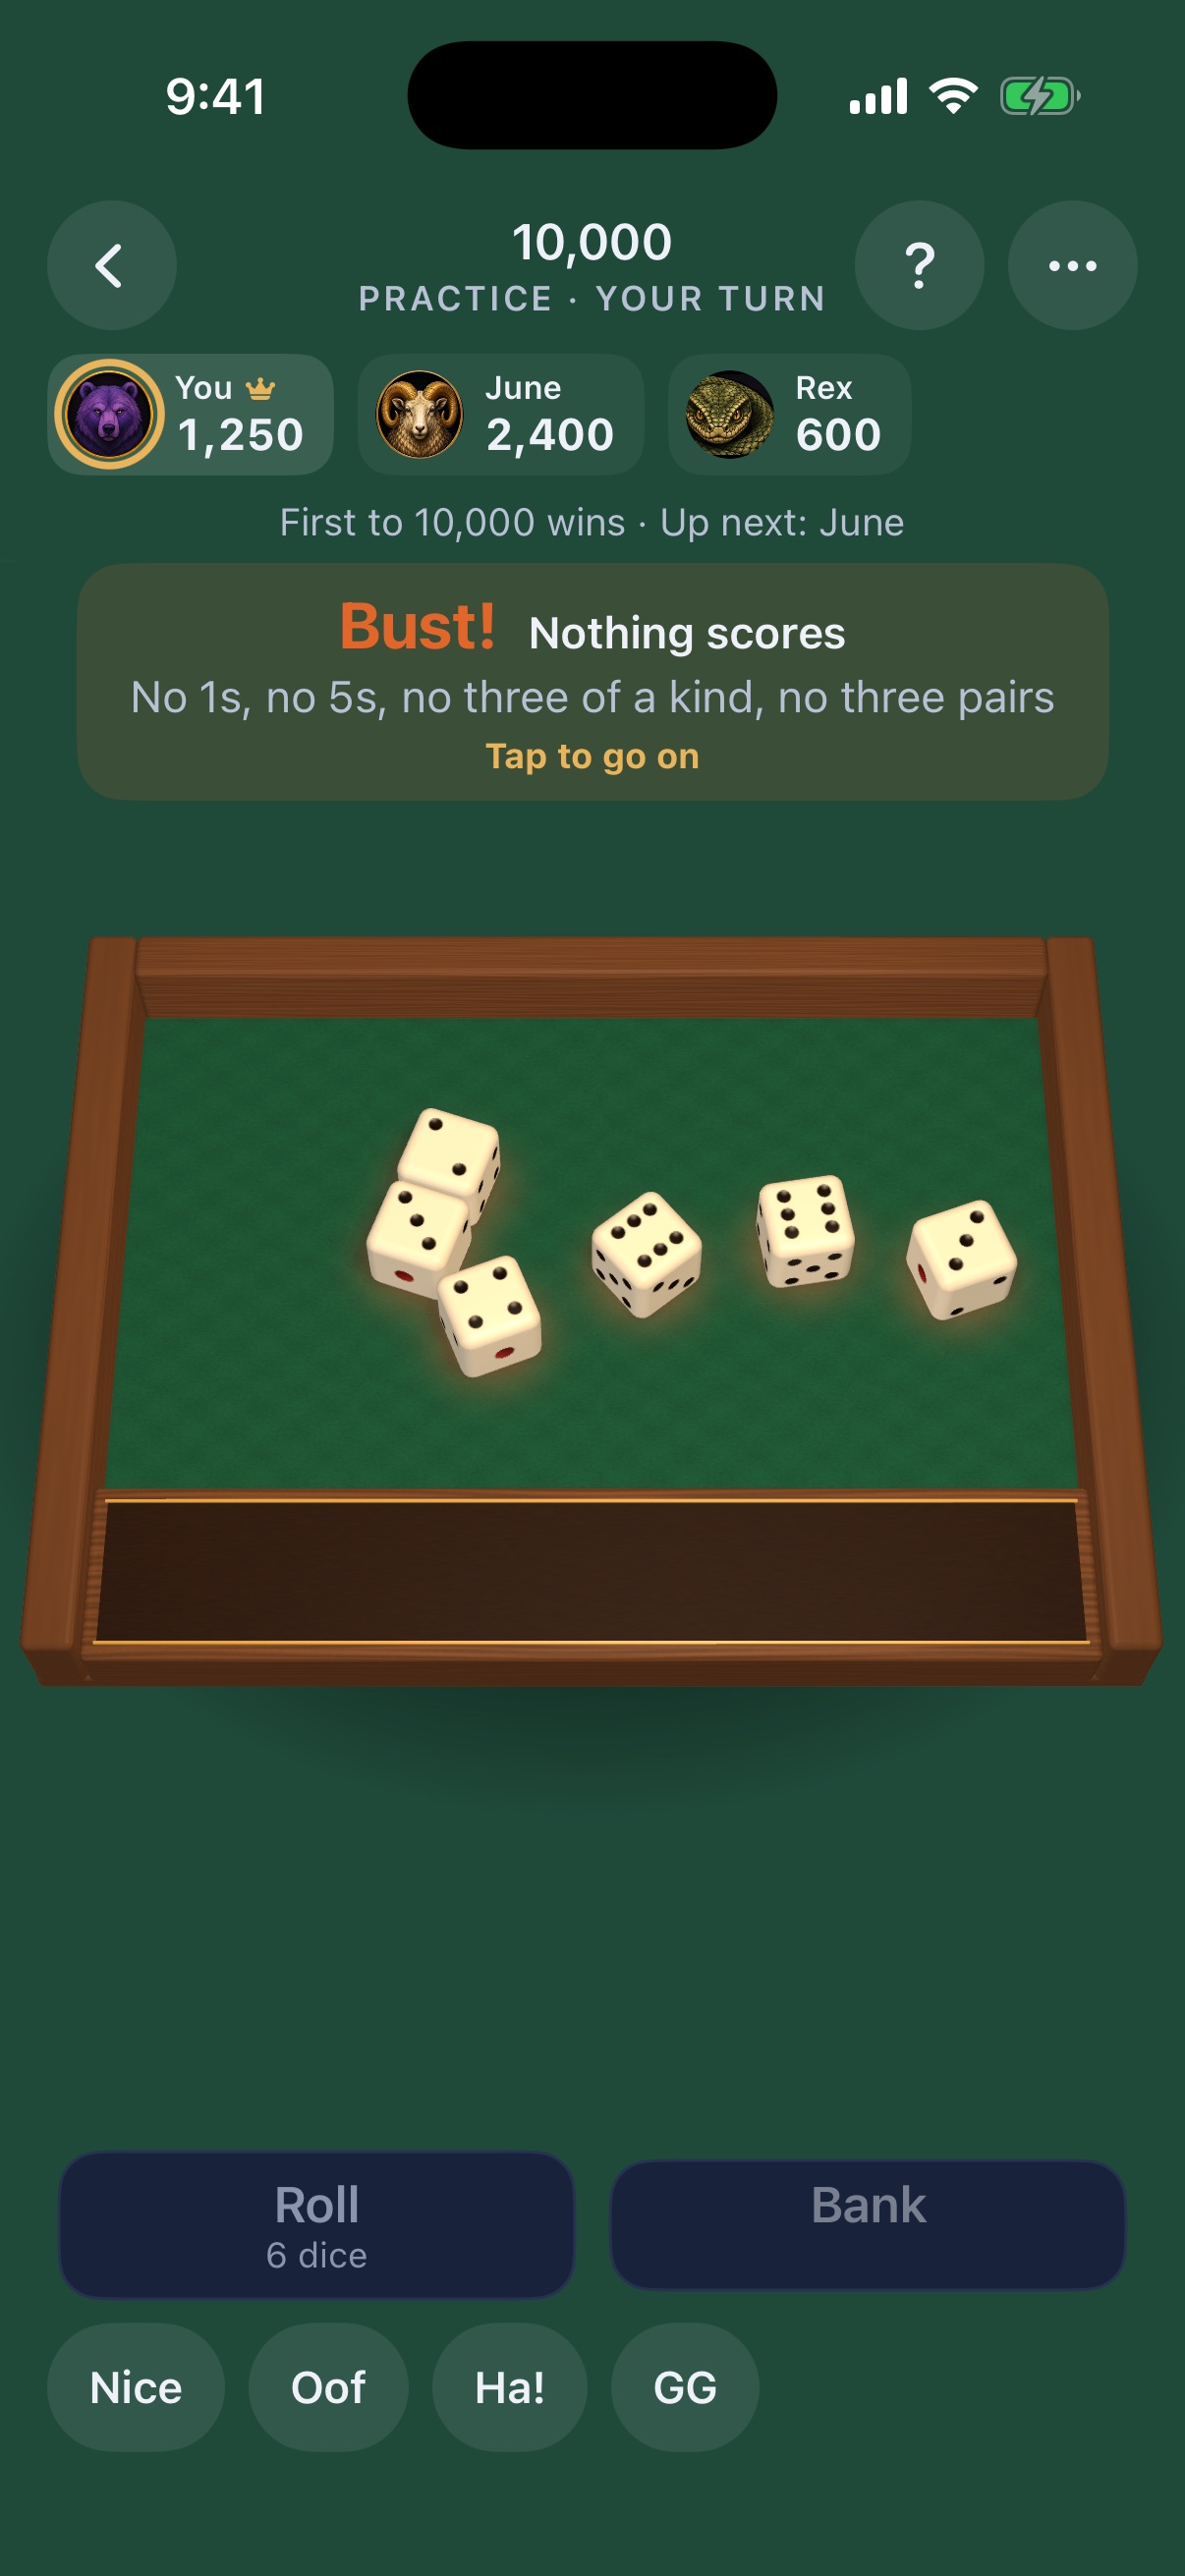 9:41
10,000
PRACTICE · YOUR TURN
?
You
1,250
June
2,400
Rex
600
First to 10,000 wins · Up next: June
Bust! Nothing scores
No 1s, no 5s, no three of a kind, no three pairs
Tap to go on
Roll
6 dice
Bank
Nice
Oof
Ha!
GG